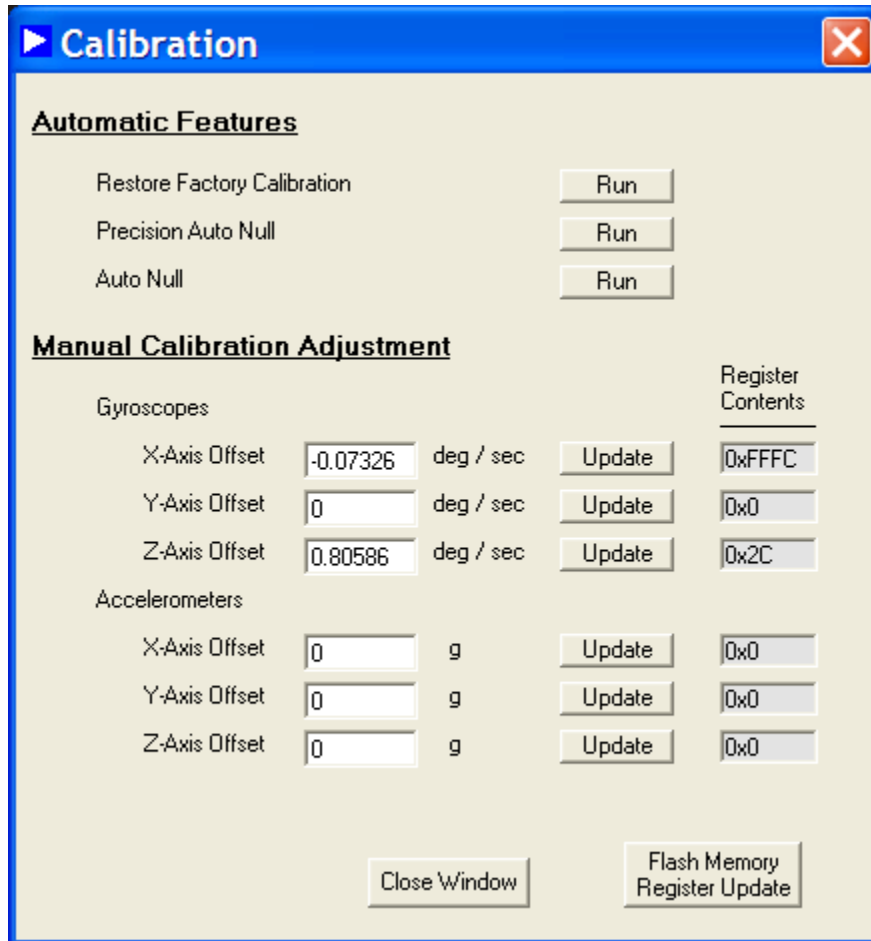 Calibration
Automatic Features
Restore Factory Calibration Run
Precision Auto Null Run
Auto Null Run
Manual Calibration Adjustment
Register
Contents
Gyroscopes
X-Axis Offset -0.07326 deg / sec Update 0xFFFC
Y-Axis Offset 0 deg / sec Update 0x0
Z-Axis Offset 0.80586 deg / sec Update 0x2C
Accelerometers
X-Axis Offset 0 g Update 0x0
Y-Axis Offset 0 g Update 0x0
Z-Axis Offset 0 g Update 0x0
Close Window
Flash Memory
Register Update